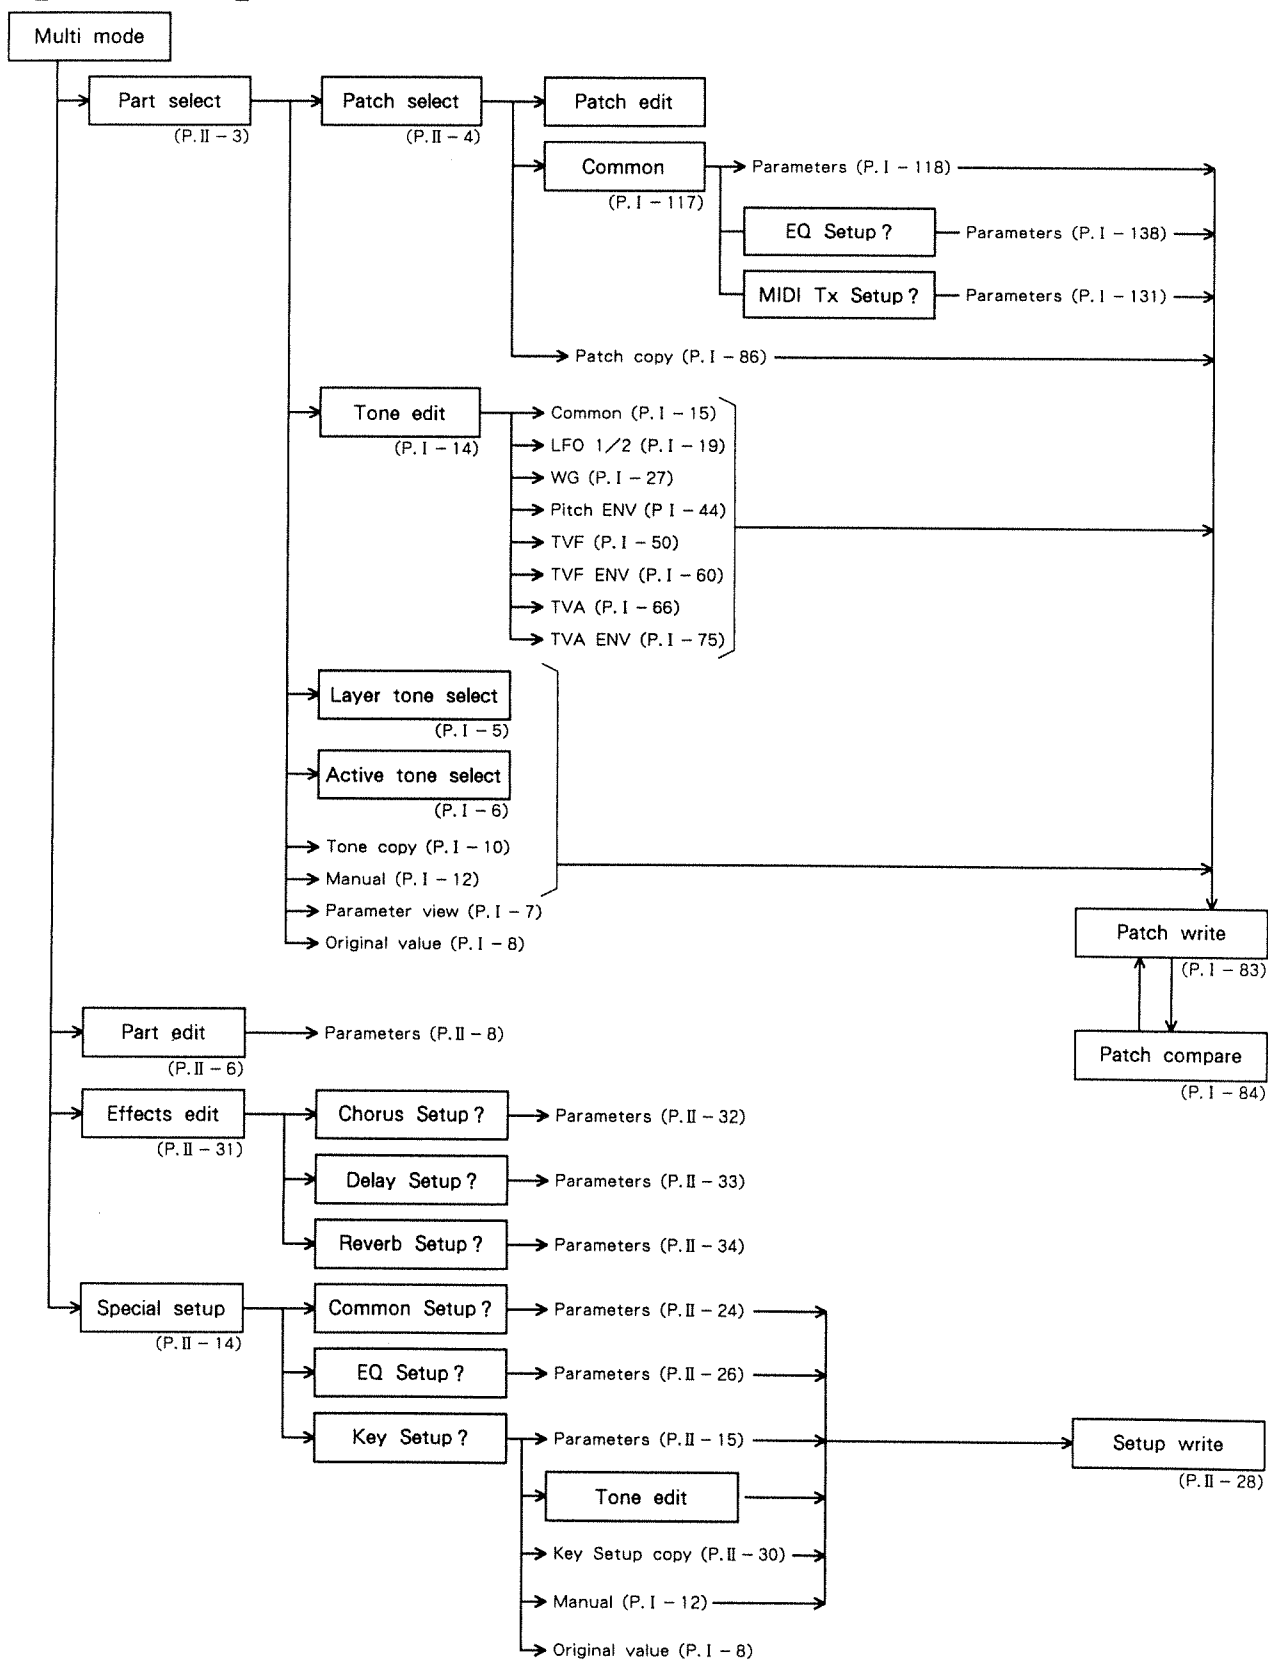 Multi mode
Part select
(P. II – 3)
Patch select
(P. II – 4)
Patch edit
Common
(P. I – 117)
Parameters (P. I – 118)
EQ Setup ?
Parameters (P. I – 138)
MIDI Tx Setup ?
Parameters (P. I – 131)
Patch copy (P. I – 86)
Tone edit
(P. I – 14)
Common (P. I – 15)
LFO 1/2 (P. I – 19)
WG (P. I – 27)
Pitch ENV (P I – 44)
TVF (P. I – 50)
TVF ENV (P. I – 60)
TVA (P. I – 66)
TVA ENV (P. I – 75)
Layer tone select
(P. I – 5)
Active tone select
(P. I – 6)
Tone copy (P. I – 10)
Manual (P. I – 12)
Parameter view (P. I – 7)
Original value (P. I – 8)
Patch write
(P. I – 83)
Patch compare
(P. I – 84)
Part edit
(P. II – 6)
Parameters (P. II – 8)
Effects edit
(P. II – 31)
Chorus Setup ?
Parameters (P. II – 32)
Delay Setup ?
Parameters (P. II – 33)
Reverb Setup ?
Parameters (P. II – 34)
Special setup
(P. II – 14)
Common Setup ?
Parameters (P. II – 24)
EQ Setup ?
Parameters (P. II – 26)
Key Setup ?
Parameters (P. II – 15)
Setup write
(P. II – 28)
Tone edit
Key Setup copy (P. II – 30)
Manual (P. I – 12)
Original value (P. I – 8)